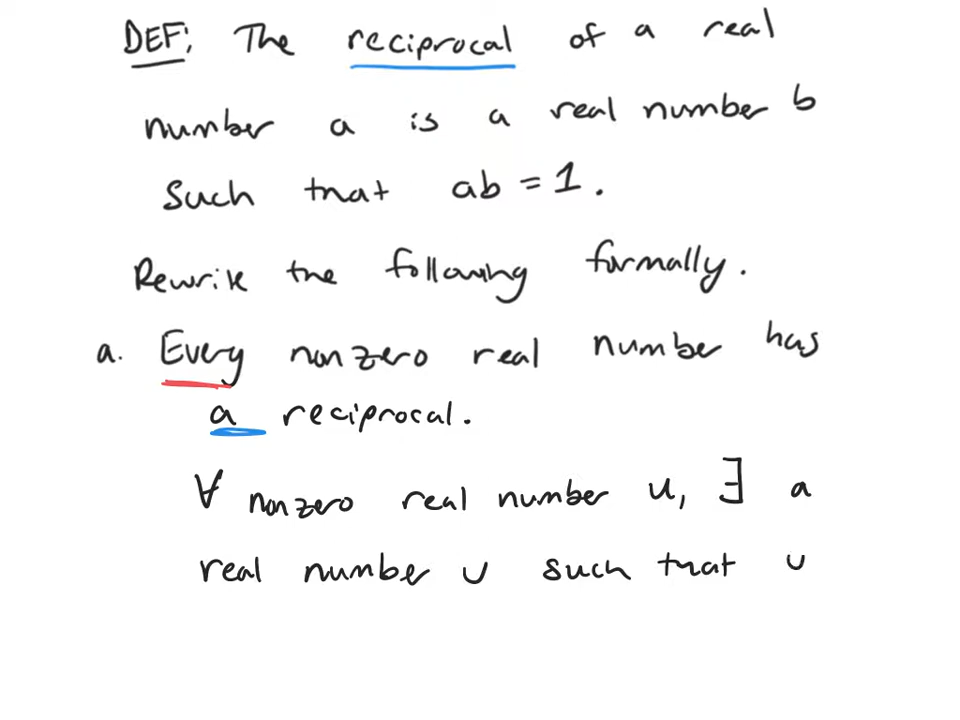 DEF: The reciprocal of a real
number a is a real number b
such that ab = 1.
Rewrite the following formally.
a. Every nonzero real number has
a reciprocal.
∀ nonzero real number u, ∃ a
real number v such that v